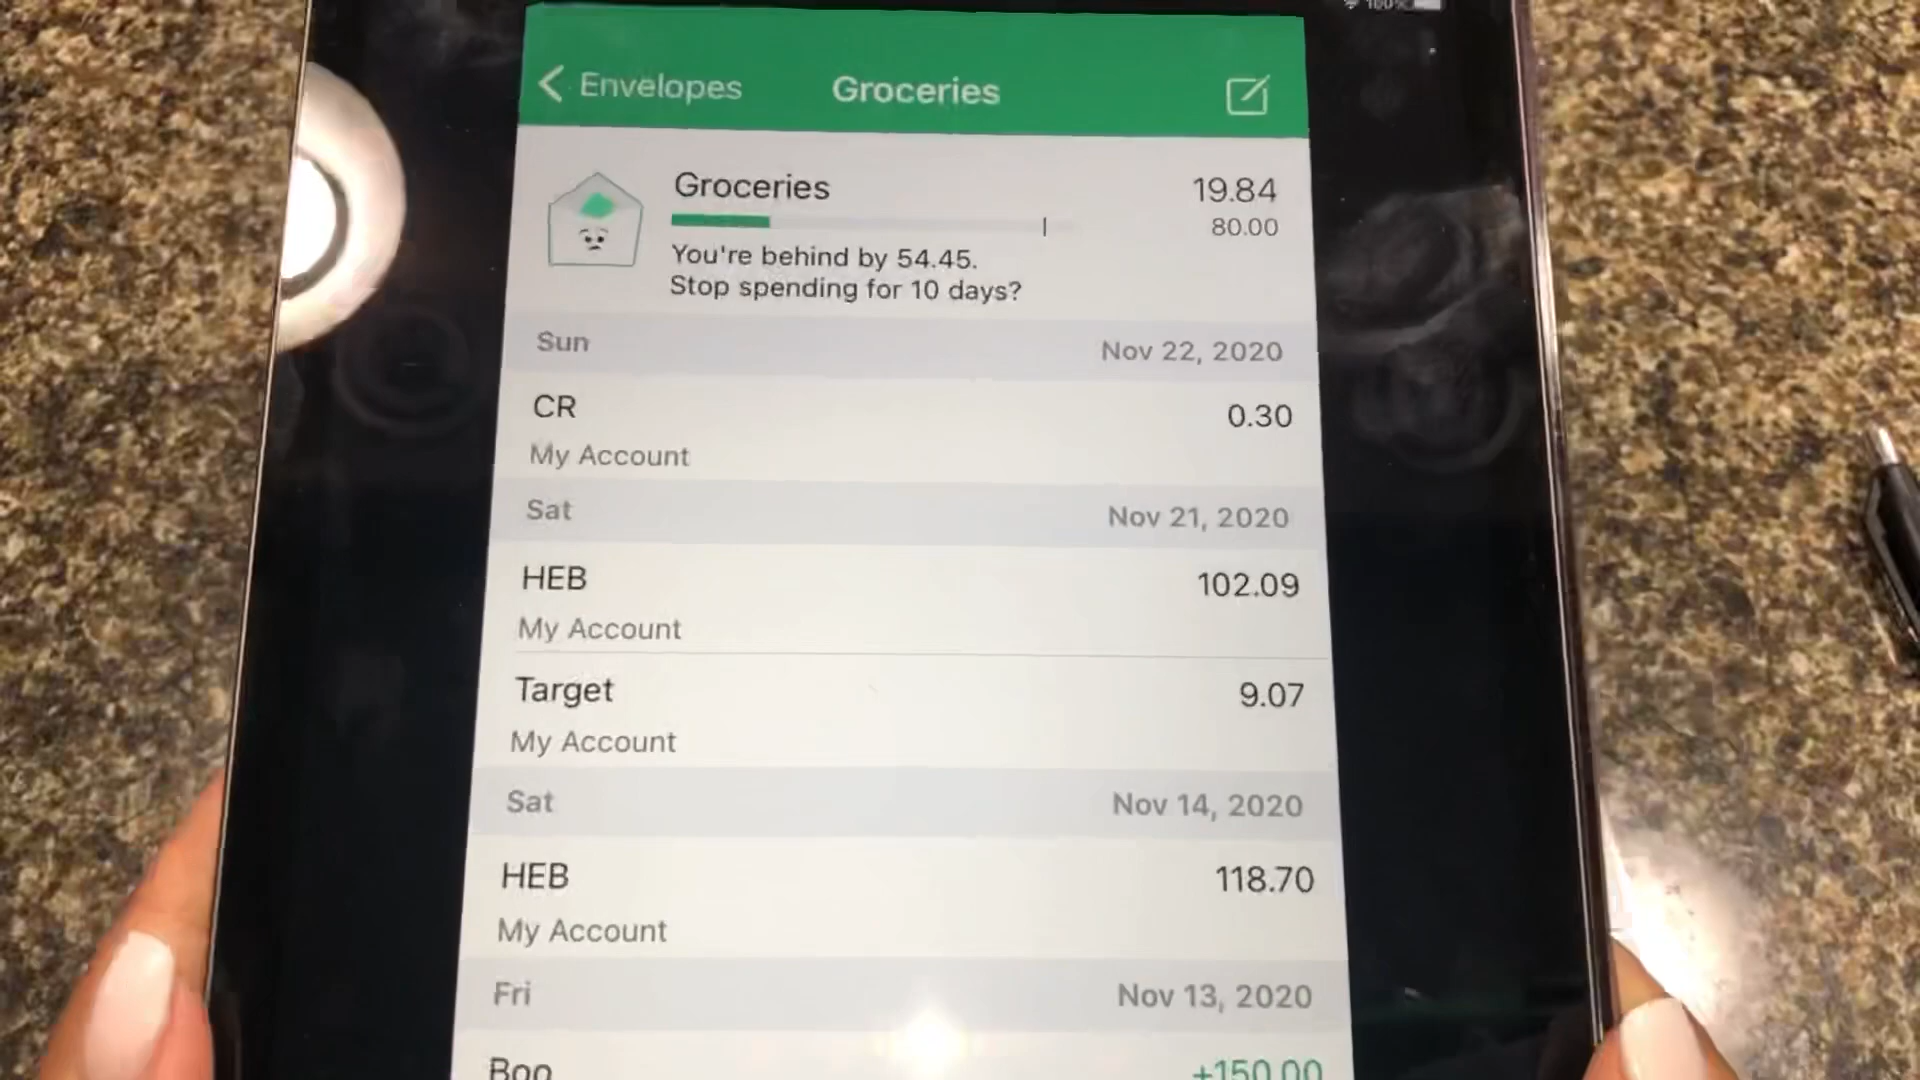 100%
Envelopes
Groceries
Groceries
19.84
80.00
You're behind by 54.45.
Stop spending for 10 days?
Sun
Nov 22, 2020
CR
0.30
My Account
Sat
Nov 21, 2020
HEB
102.09
My Account
Target
9.07
My Account
Sat
Nov 14, 2020
HEB
118.70
My Account
Fri
Nov 13, 2020
+150.00